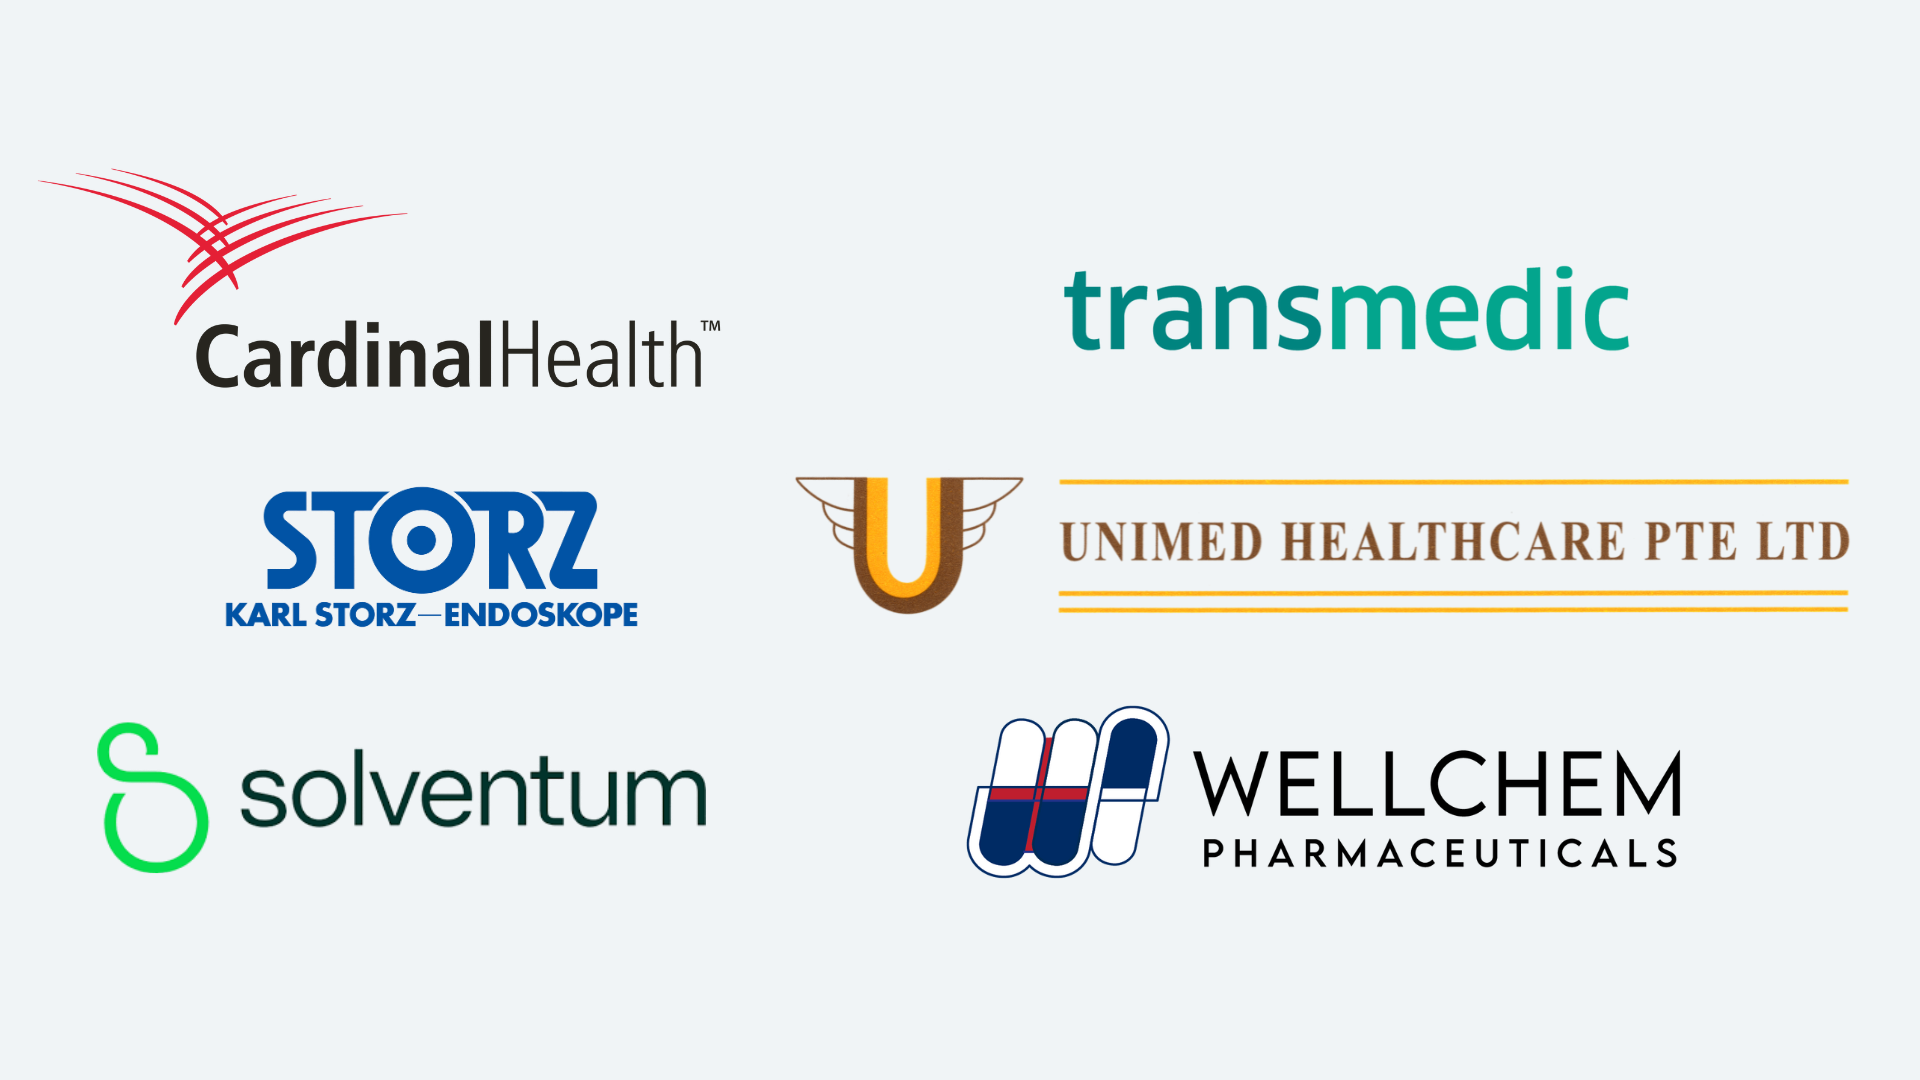 CardinalHealth™
transmedic
STORZ
KARL STORZ—ENDOSKOPE
U
UNIMED HEALTHCARE PTE LTD
solventum
WELLCHEM
PHARMACEUTICALS